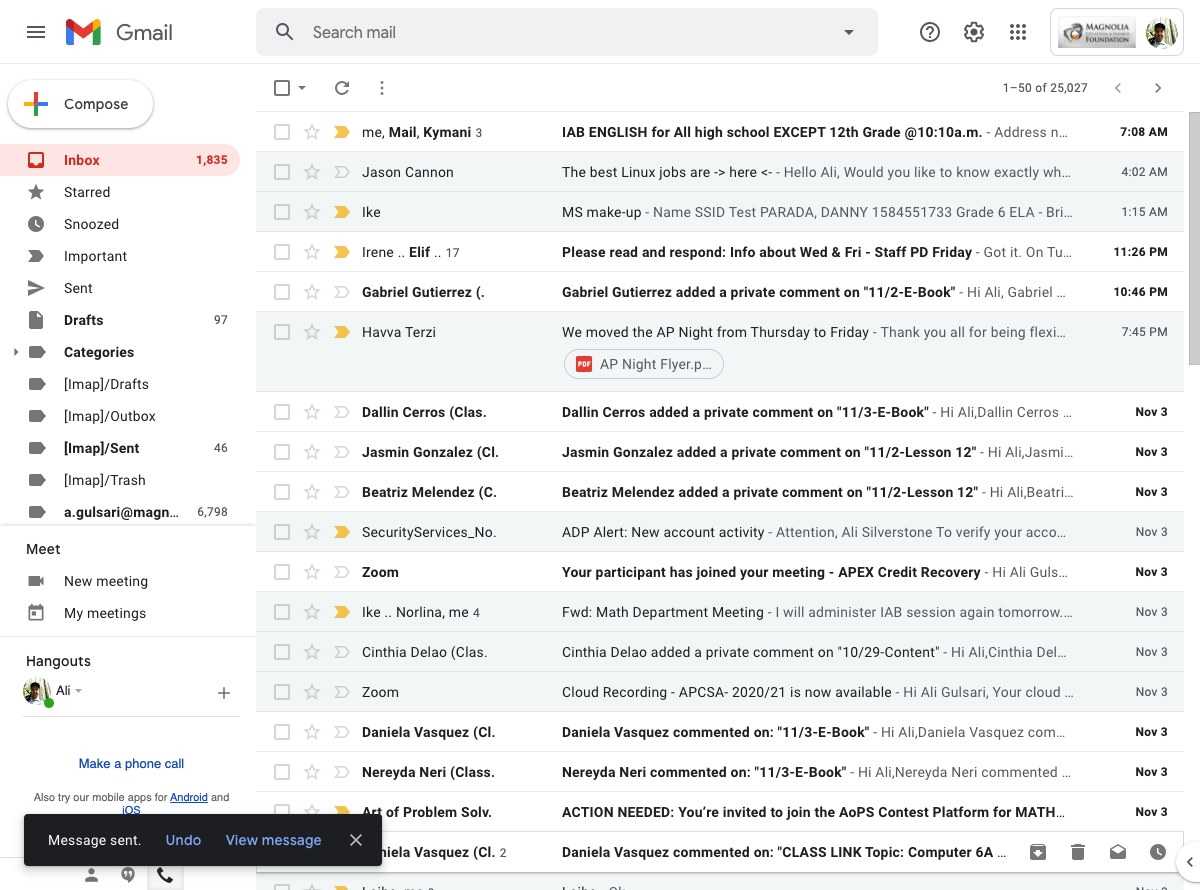 Gmail
Search mail
MAGNOLIA
FOUNDATION
Compose
1–50 of 25,027
Inbox 1,835
Starred
Snoozed
Important
Sent
Drafts 97
Categories
[Imap]/Drafts
[Imap]/Outbox
[Imap]/Sent 46
[Imap]/Trash
a.gulsari@magn... 6,798
Meet
New meeting
My meetings
Hangouts
Ali
Make a phone call
Also try our mobile apps for Android and
iOS
me, Mail, Kymani 3 IAB ENGLISH for All high school EXCEPT 12th Grade @10:10a.m. - Address n... 7:08 AM
Jason Cannon The best Linux jobs are -> here <- - Hello Ali, Would you like to know exactly wh... 4:02 AM
Ike MS make-up - Name SSID Test PARADA, DANNY 1584551733 Grade 6 ELA - Bri... 1:15 AM
Irene .. Elif .. 17 Please read and respond: Info about Wed & Fri - Staff PD Friday - Got it. On Tu... 11:26 PM
Gabriel Gutierrez (. Gabriel Gutierrez added a private comment on "11/2-E-Book" - Hi Ali, Gabriel ... 10:46 PM
Havva Terzi We moved the AP Night from Thursday to Friday - Thank you all for being flexi... 7:45 PM
PDF AP Night Flyer.p...
Dallin Cerros (Clas. Dallin Cerros added a private comment on "11/3-E-Book" - Hi Ali,Dallin Cerros ... Nov 3
Jasmin Gonzalez (Cl. Jasmin Gonzalez added a private comment on "11/2-Lesson 12" - Hi Ali,Jasmi... Nov 3
Beatriz Melendez (C. Beatriz Melendez added a private comment on "11/2-Lesson 12" - Hi Ali,Beatri... Nov 3
SecurityServices_No. ADP Alert: New account activity - Attention, Ali Silverstone To verify your acco... Nov 3
Zoom Your participant has joined your meeting - APEX Credit Recovery - Hi Ali Guls... Nov 3
Ike .. Norlina, me 4 Fwd: Math Department Meeting - I will administer IAB session again tomorrow.... Nov 3
Cinthia Delao (Clas. Cinthia Delao added a private comment on "10/29-Content" - Hi Ali,Cinthia Del... Nov 3
Zoom Cloud Recording - APCSA- 2020/21 is now available - Hi Ali Gulsari, Your cloud ... Nov 3
Daniela Vasquez (Cl. Daniela Vasquez commented on: "11/3-E-Book" - Hi Ali,Daniela Vasquez com... Nov 3
Nereyda Neri (Class. Nereyda Neri commented on: "11/3-E-Book" - Hi Ali,Nereyda Neri commented ... Nov 3
Art of Problem Solv. ACTION NEEDED: You're invited to join the AoPS Contest Platform for MATH... Nov 3
niela Vasquez (Cl. 2 Daniela Vasquez commented on: "CLASS LINK Topic: Computer 6A ...
Message sent. Undo View message